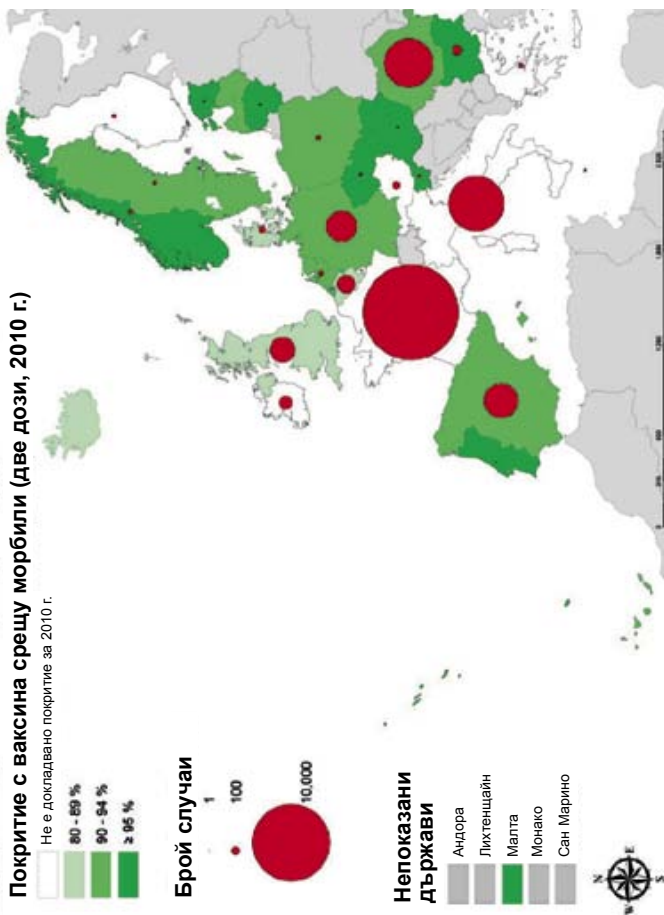 Покритие с ваксина срещу морбили (две дози, 2010 г.)
Не е докладвано покритие за 2010 г.
80 - 89 %
90 - 94 %
≥ 95 %
Брой случаи
1
100
10,000
Непоказани
държави
Андора
Лихтенщайн
Малта
Монако
Сан Марино
N
W
E
S
0